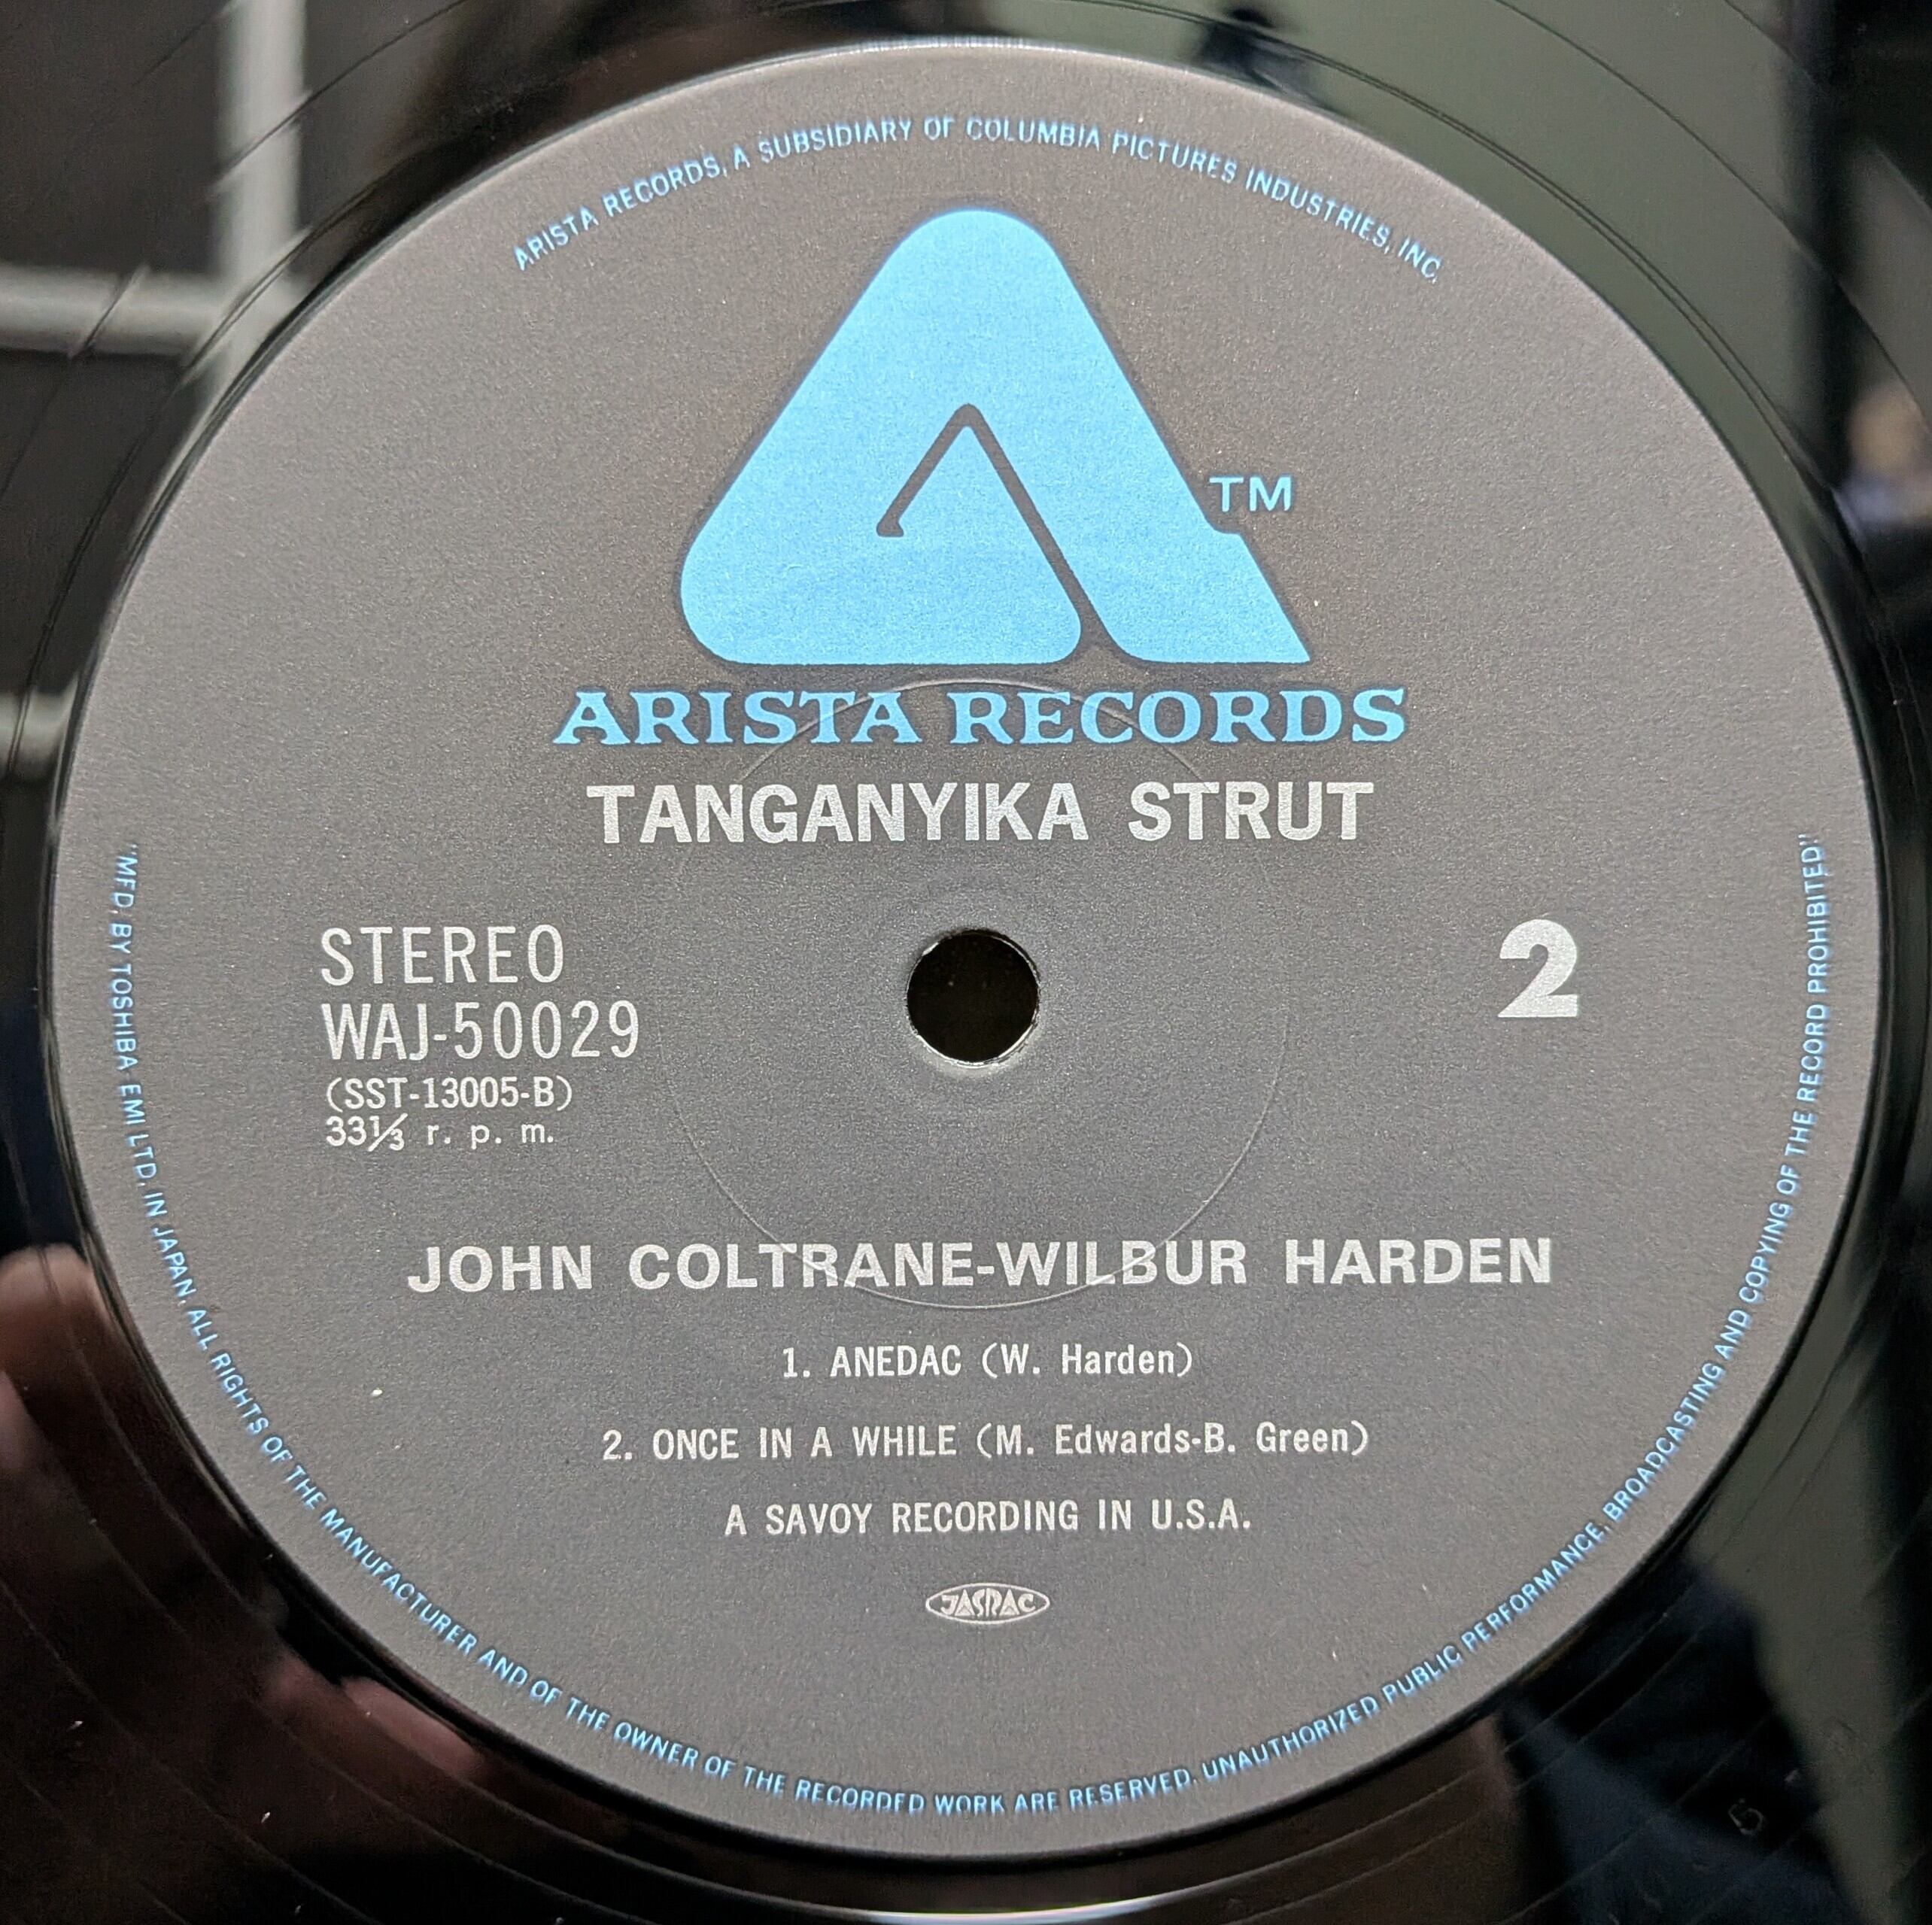 ARISTA RECORDS, A SUBSIDIARY OF COLUMBIA PICTURES INDUSTRIES, INC.
TM
ARISTA RECORDS
TANGANYIKA STRUT
STEREO
WAJ-50029
(SST-13005-B)
33⅓ r. p. m.
2
JOHN COLTRANE-WILBUR HARDEN
1. ANEDAC (W. Harden)
2. ONCE IN A WHILE (M. Edwards-B. Green)
A SAVOY RECORDING IN U.S.A.
JASRAC
"MFD. BY TOSHIBA EMI LTD. IN JAPAN. ALL RIGHTS OF THE MANUFACTURER AND OF THE OWNER OF THE RECORDED WORK ARE RESERVED. UNAUTHORIZED PUBLIC PERFORMANCE, BROADCASTING AND COPYING OF THE RECORD PROHIBITED"